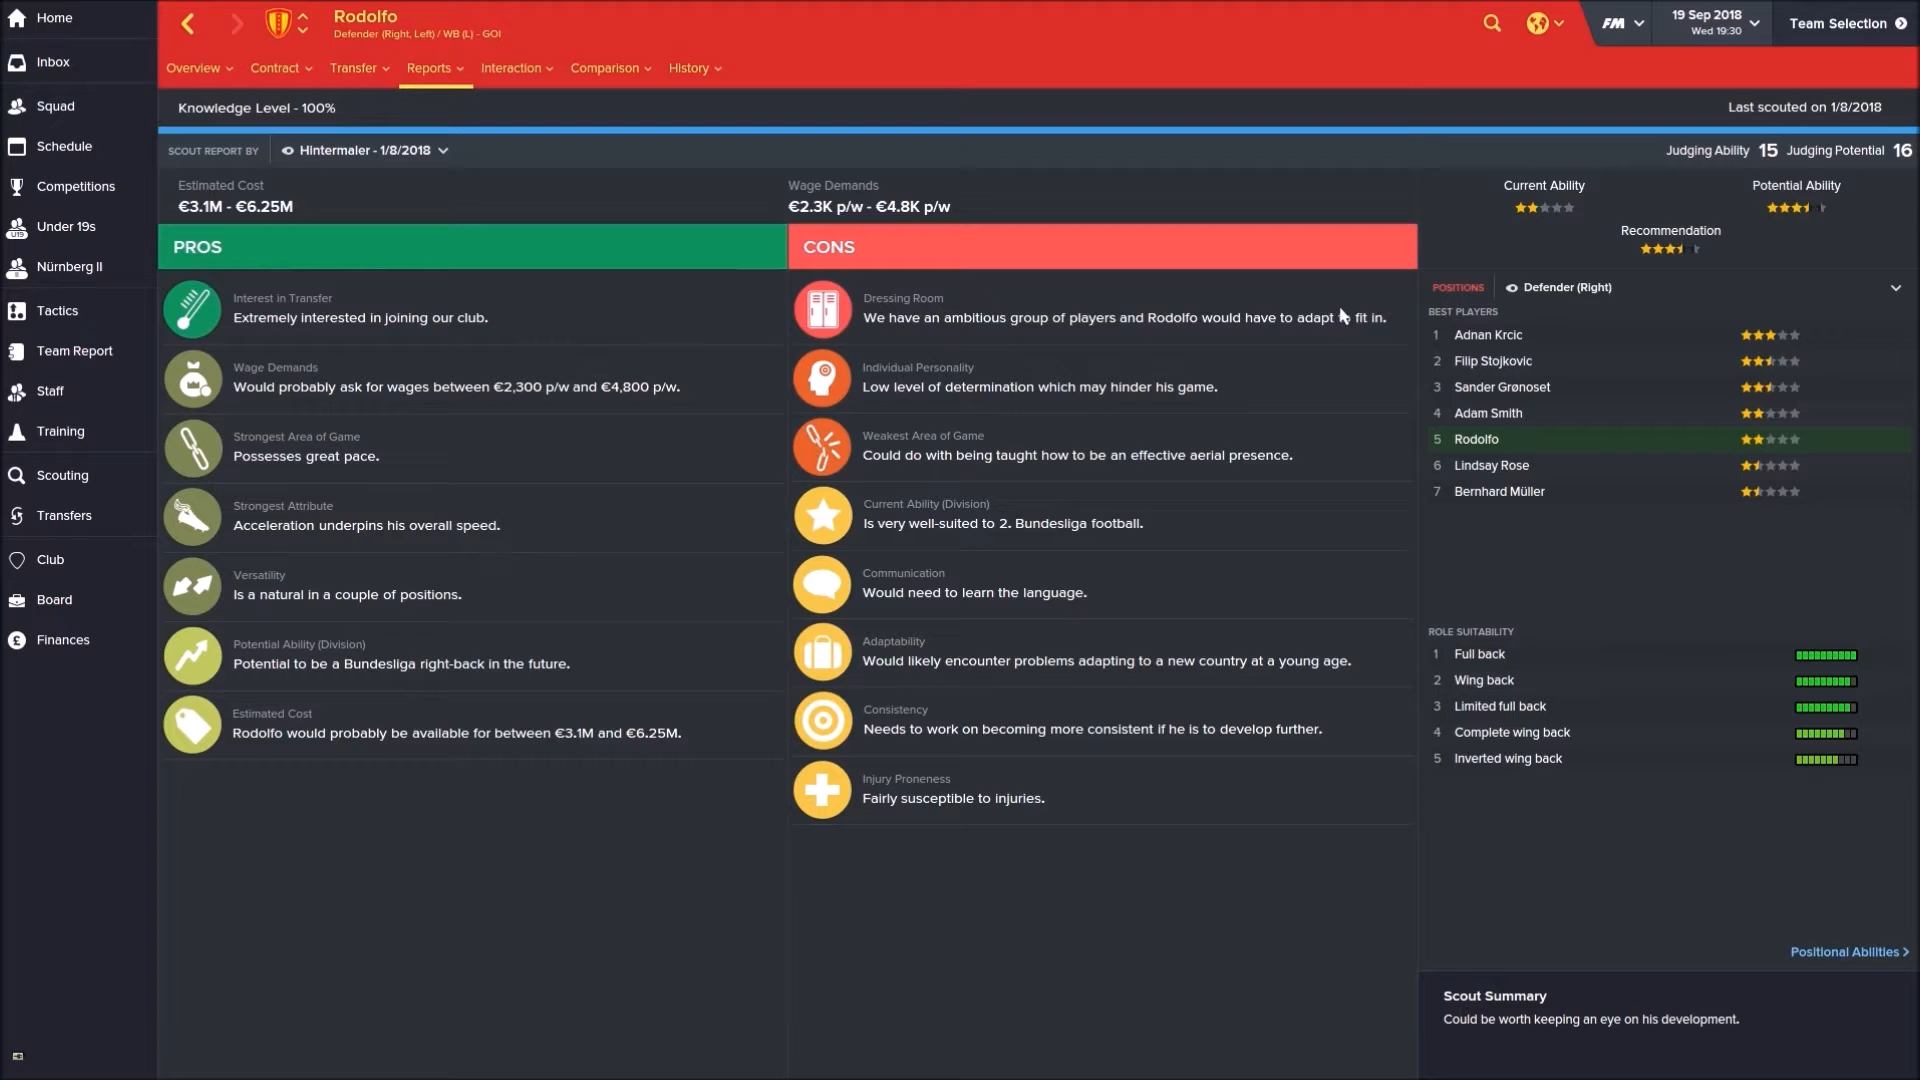 Home
Inbox
Squad
Schedule
Competitions
Under 19s
Nürnberg II
Tactics
Team Report
Staff
Training
Scouting
Transfers
Club
Board
Finances
Rodolfo
Defender (Right, Left) / WB (L) - GOI
FM
19 Sep 2018
Wed 19:30
Team Selection
Overview
Contract
Transfer
Reports
Interaction
Comparison
History
Knowledge Level - 100%
Last scouted on 1/8/2018
SCOUT REPORT BY
Hintermaier - 1/8/2018
Judging Ability 15 Judging Potential 16
Estimated Cost
€3.1M - €6.25M
Wage Demands
€2.3K p/w - €4.8K p/w
PROS
Interest in Transfer
Extremely interested in joining our club.
Wage Demands
Would probably ask for wages between €2,300 p/w and €4,800 p/w.
Strongest Area of Game
Possesses great pace.
Strongest Attribute
Acceleration underpins his overall speed.
Versatility
Is a natural in a couple of positions.
Potential Ability (Division)
Potential to be a Bundesliga right-back in the future.
Estimated Cost
Rodolfo would probably be available for between €3.1M and €6.25M.
CONS
Dressing Room
We have an ambitious group of players and Rodolfo would have to adapt to fit in.
Individual Personality
Low level of determination which may hinder his game.
Weakest Area of Game
Could do with being taught how to be an effective aerial presence.
Current Ability (Division)
Is very well-suited to 2. Bundesliga football.
Communication
Would need to learn the language.
Adaptability
Would likely encounter problems adapting to a new country at a young age.
Consistency
Needs to work on becoming more consistent if he is to develop further.
Injury Proneness
Fairly susceptible to injuries.
Current Ability
Potential Ability
Recommendation
POSITIONS
Defender (Right)
BEST PLAYERS
1 Adnan Krcic
2 Filip Stojkovic
3 Sander Grønoset
4 Adam Smith
5 Rodolfo
6 Lindsay Rose
7 Bernhard Müller
ROLE SUITABILITY
1 Full back
2 Wing back
3 Limited full back
4 Complete wing back
5 Inverted wing back
Positional Abilities >
Scout Summary
Could be worth keeping an eye on his development.